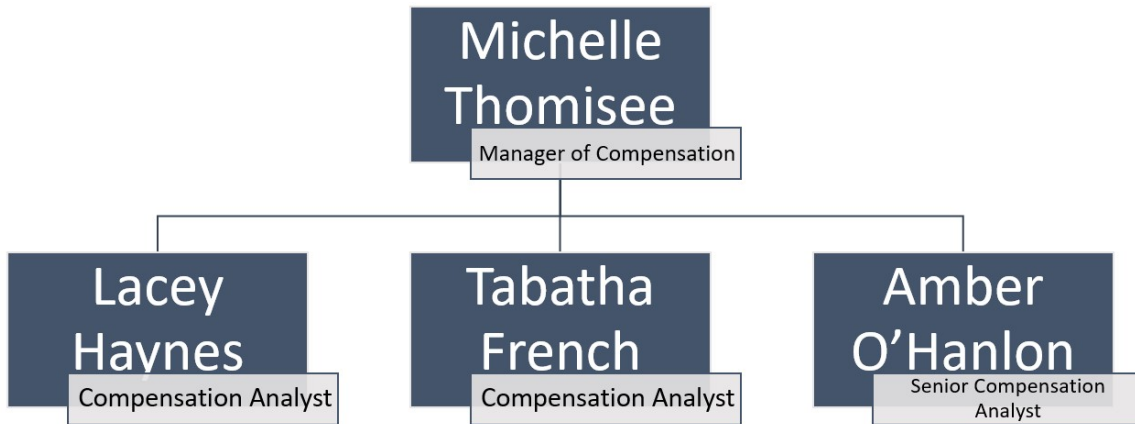 Michelle
Thomisee
Manager of Compensation
Lacey
Haynes
Compensation Analyst
Tabatha
French
Compensation Analyst
Amber
O’Hanlon
Senior Compensation
Analyst